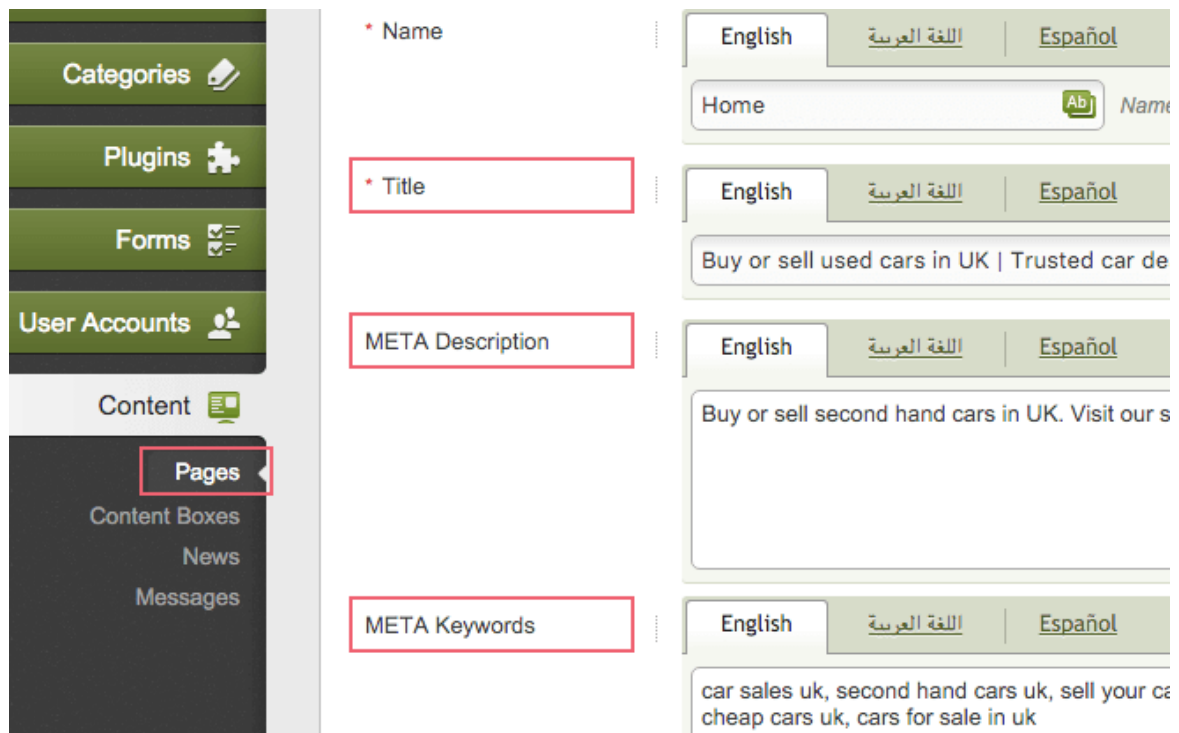 Categories
Plugins
Forms
User Accounts
Content
Pages
Content Boxes
News
Messages
* Name
English اللغة العربية Español
Home Ab Name
* Title
English اللغة العربية Español
Buy or sell used cars in UK | Trusted car de
META Description
English اللغة العربية Español
Buy or sell second hand cars in UK. Visit our s
META Keywords
English اللغة العربية Español
car sales uk, second hand cars uk, sell your ca
cheap cars uk, cars for sale in uk